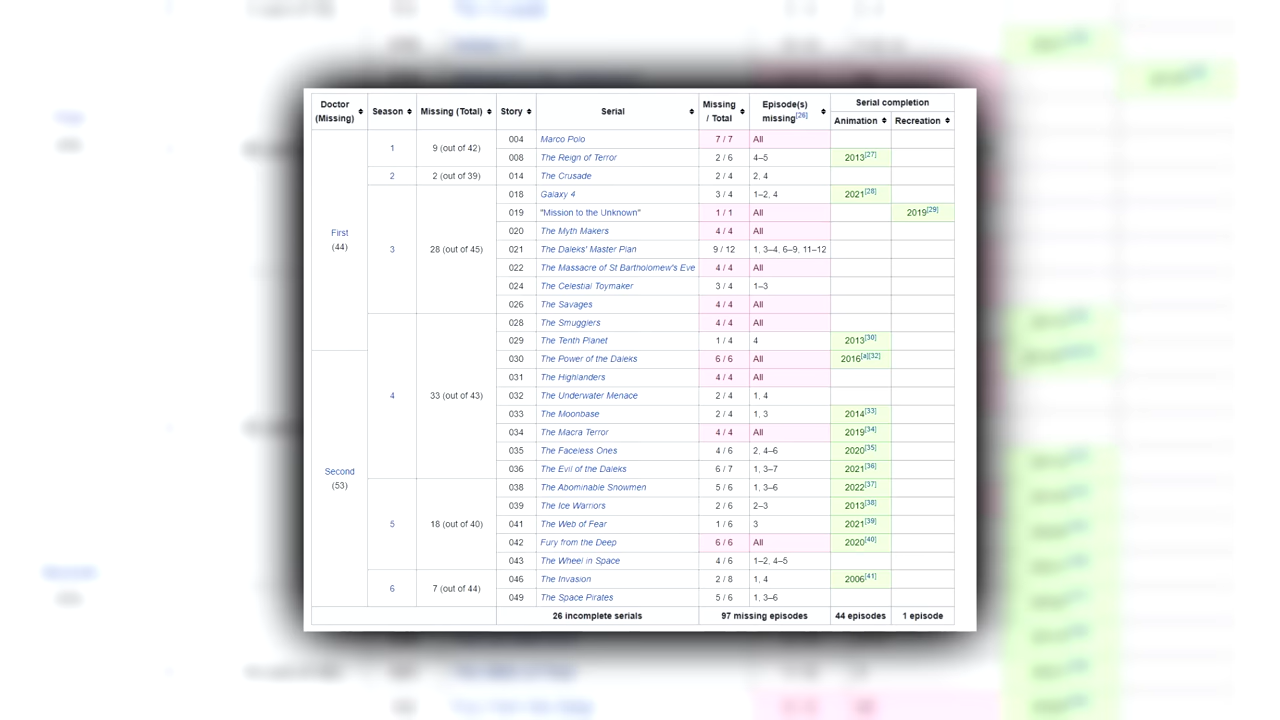 Doctor (Missing) Season Missing (Total) Story Serial Missing / Total Episode(s) missing[26] Serial completion
Animation Recreation
First (44) 1 9 (out of 42) 004 Marco Polo 7 / 7 All
008 The Reign of Terror 2 / 6 4–5 2013[27]
2 2 (out of 39) 014 The Crusade 2 / 4 2, 4
3 28 (out of 45) 018 Galaxy 4 3 / 4 1–2, 4 2021[28]
019 "Mission to the Unknown" 1 / 1 All 2019[29]
020 The Myth Makers 4 / 4 All
021 The Daleks' Master Plan 9 / 12 1, 3–4, 6–9, 11–12
022 The Massacre of St Bartholomew's Eve 4 / 4 All
024 The Celestial Toymaker 3 / 4 1–3
026 The Savages 4 / 4 All
4 33 (out of 43) 028 The Smugglers 4 / 4 All
029 The Tenth Planet 1 / 4 4 2013[30]
Second (53) 030 The Power of the Daleks 6 / 6 All 2016[a][32]
031 The Highlanders 4 / 4 All
032 The Underwater Menace 2 / 4 1, 4
033 The Moonbase 2 / 4 1, 3 2014[33]
034 The Macra Terror 4 / 4 All 2019[34]
035 The Faceless Ones 4 / 6 2, 4–6 2020[35]
036 The Evil of the Daleks 6 / 7 1, 3–7 2021[36]
5 18 (out of 40) 038 The Abominable Snowmen 5 / 6 1, 3–6 2022[37]
039 The Ice Warriors 2 / 6 2–3 2013[38]
041 The Web of Fear 1 / 6 3 2021[39]
042 Fury from the Deep 6 / 6 All 2020[40]
043 The Wheel in Space 4 / 6 1–2, 4–5
6 7 (out of 44) 046 The Invasion 2 / 8 1, 4 2006[41]
049 The Space Pirates 5 / 6 1, 3–6
26 incomplete serials 97 missing episodes 44 episodes 1 episode